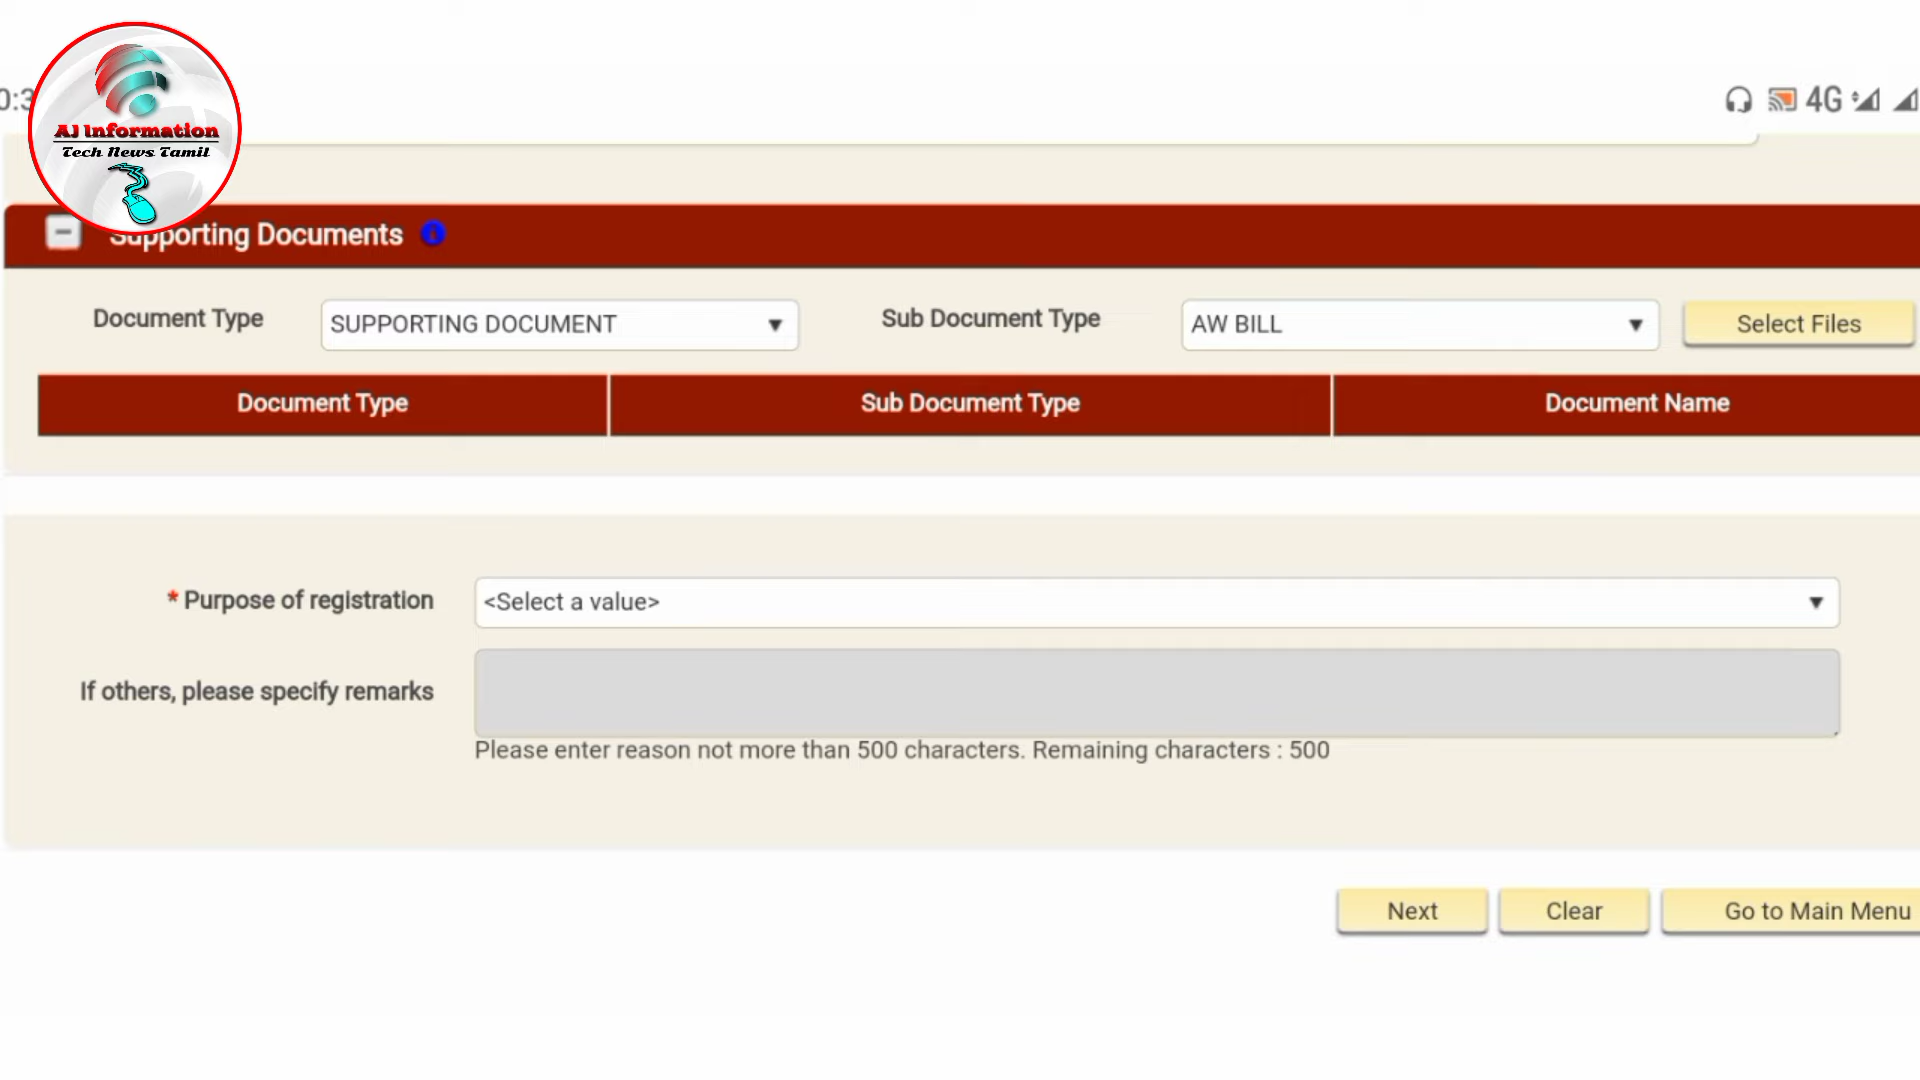 0:3
4G
AJ Information
Tech News Tamil
Supporting Documents
Document Type SUPPORTING DOCUMENT Sub Document Type AW BILL Select Files
Document Type Sub Document Type Document Name
* Purpose of registration <Select a value>
If others, please specify remarks
Please enter reason not more than 500 characters. Remaining characters : 500
Next Clear Go to Main Menu